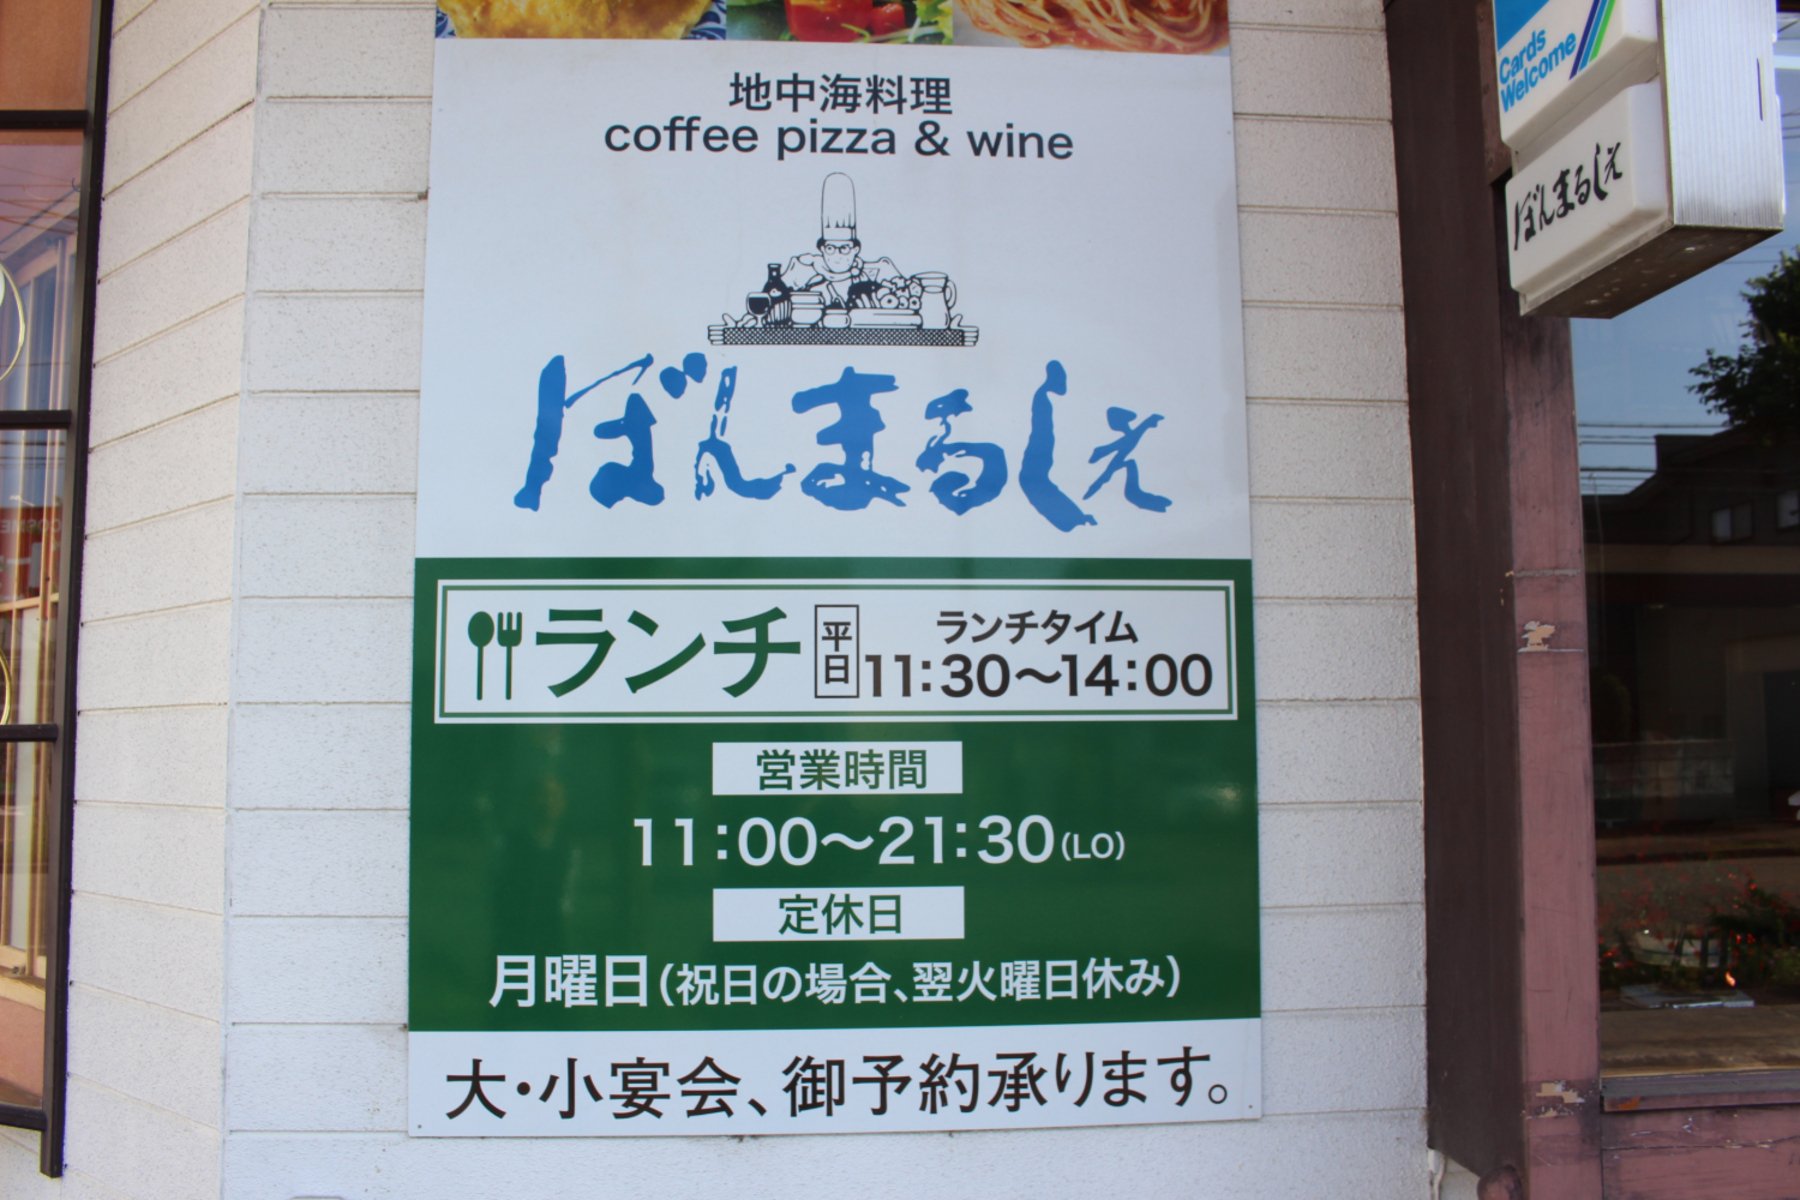 地中海料理
coffee pizza & wine
ぼんまるしぇ
ランチ 平日 ランチタイム
11:30〜14:00
営業時間
11:00〜21:30(LO)
定休日
月曜日(祝日の場合、翌火曜日休み)
大・小宴会、御予約承ります。
Cards
Welcome
ぼんまるしぇ